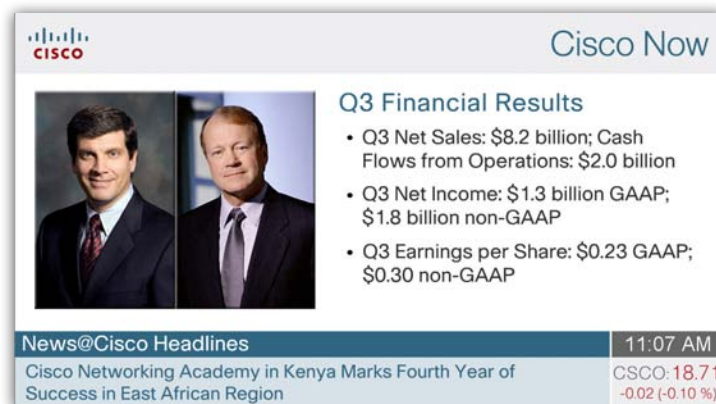 CISCO
Cisco Now
Q3 Financial Results
• Q3 Net Sales: $8.2 billion; Cash
Flows from Operations: $2.0 billion
• Q3 Net Income: $1.3 billion GAAP;
$1.8 billion non-GAAP
• Q3 Earnings per Share: $0.23 GAAP;
$0.30 non-GAAP
News@Cisco Headlines
11:07 AM
Cisco Networking Academy in Kenya Marks Fourth Year of
Success in East African Region
CSCO: 18.71
-0.02 (-0.10 %)